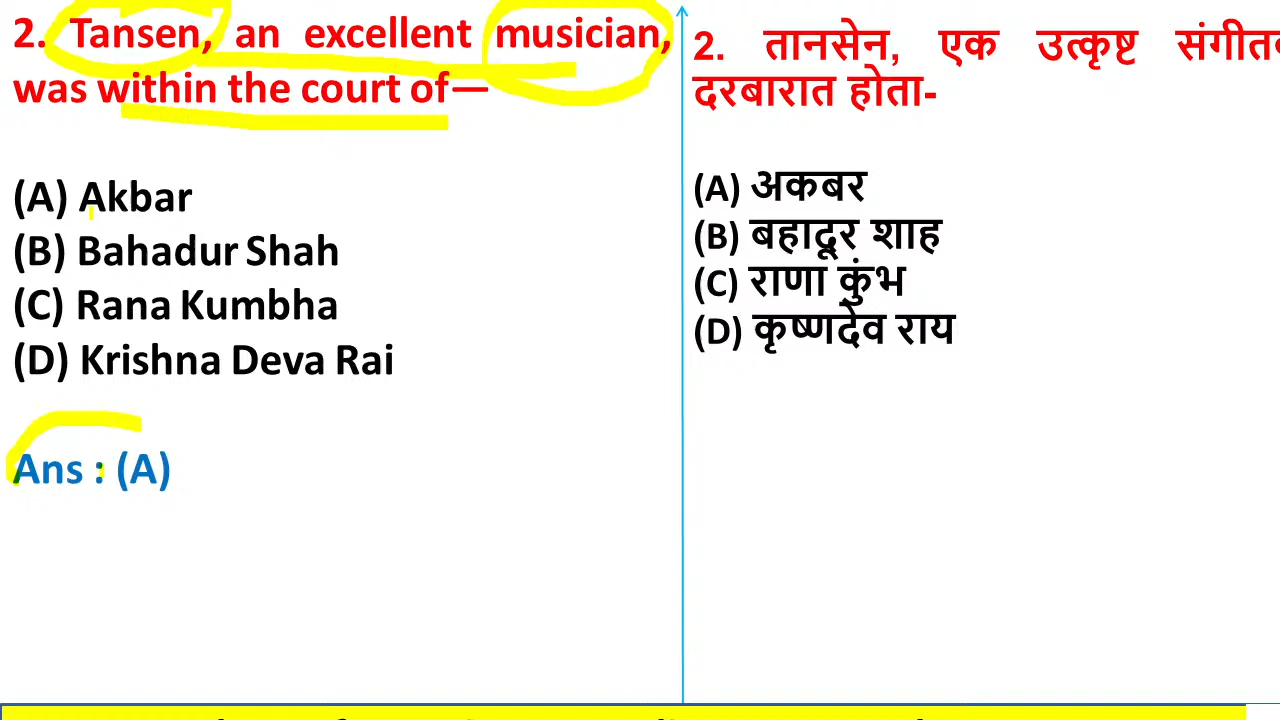 2. Tansen, an excellent musician,
was within the court of—
(A) Akbar
(B) Bahadur Shah
(C) Rana Kumbha
(D) Krishna Deva Rai
Ans : (A)
2. तानसेन, एक उत्कृष्ट
दरबारात होता-
(A) अकबर
(B) बहादूर शाह
(C) राणा कुंभ
(D) कृष्णदेव राय